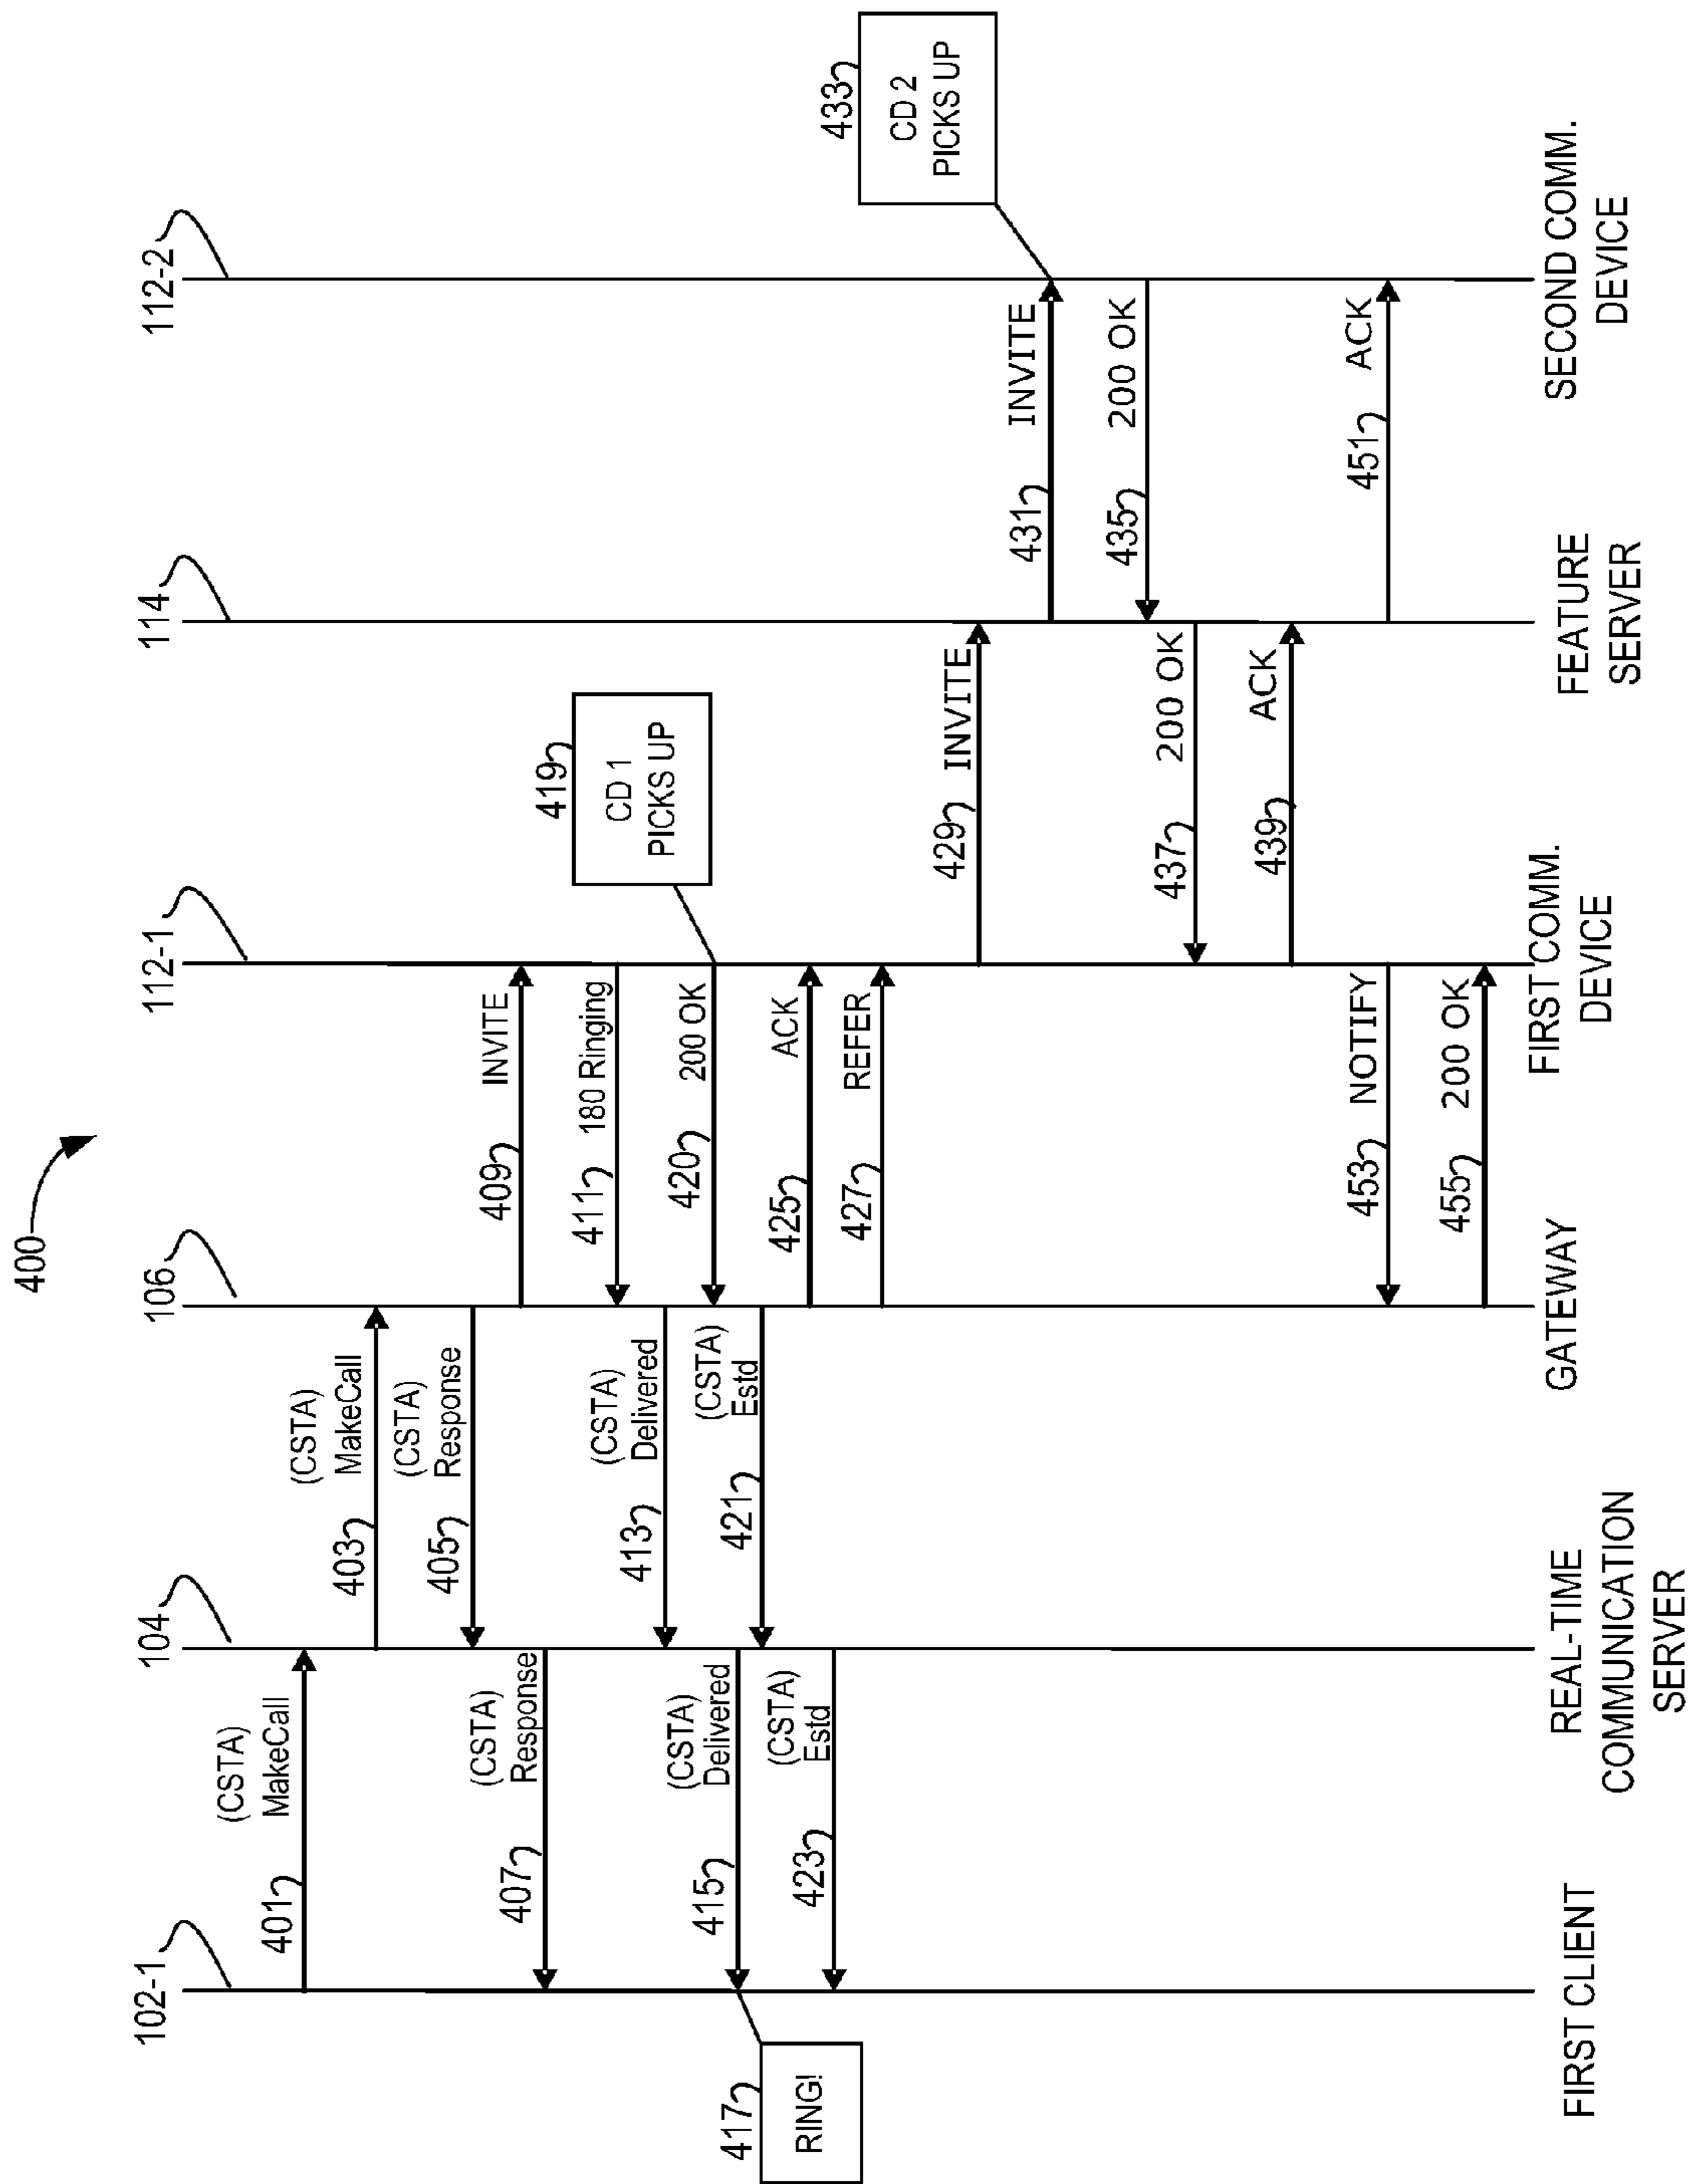 400
102-1
104
106
112-1
114
112-2
401
(CSTA)
MakeCall
403
(CSTA)
MakeCall
405
(CSTA)
Response
407
(CSTA)
Response
409
INVITE
411
180 Ringing
413
(CSTA)
Delivered
415
(CSTA)
Delivered
417
RING!
419
CD 1
PICKS UP
420
200 OK
421
(CSTA)
Estd
423
(CSTA)
Estd
425
ACK
427
REFER
429
INVITE
431
INVITE
433
CD 2
PICKS UP
435
200 OK
437
200 OK
439
ACK
451
ACK
453
NOTIFY
455
200 OK
FIRST CLIENT
REAL-TIME
COMMUNICATION
SERVER
GATEWAY
FIRST COMM.
DEVICE
FEATURE
SERVER
SECOND COMM.
DEVICE